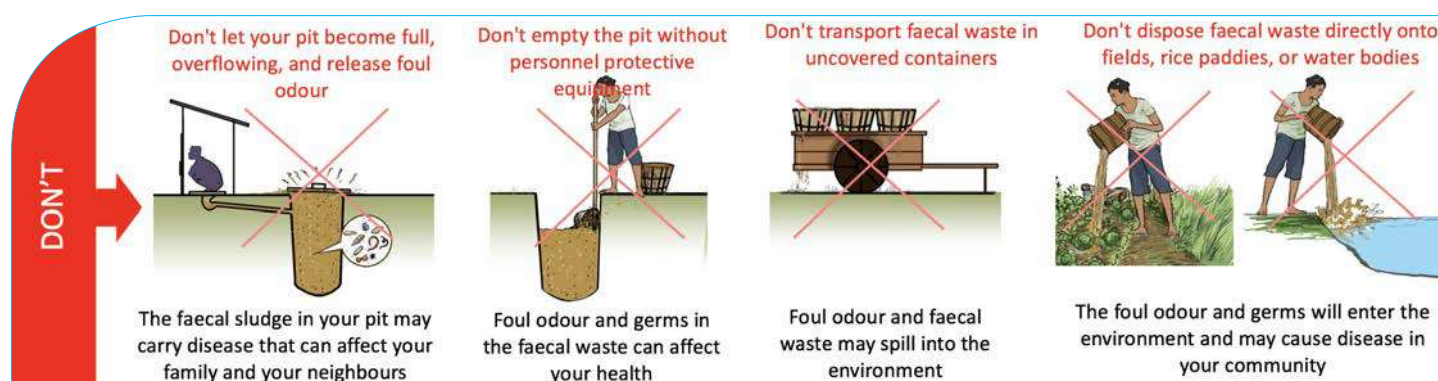 DON'T
Don't let your pit become full,
overflowing, and release foul
odour
The faecal sludge in your pit may
carry disease that can affect your
family and your neighbours
Don't empty the pit without
personnel protective
equipment
Foul odour and germs in
the faecal waste can affect
your health
Don't transport faecal waste in
uncovered containers
Foul odour and faecal
waste may spill into the
environment
Don't dispose faecal waste directly onto
fields, rice paddies, or water bodies
The foul odour and germs will enter the
environment and may cause disease in
your community